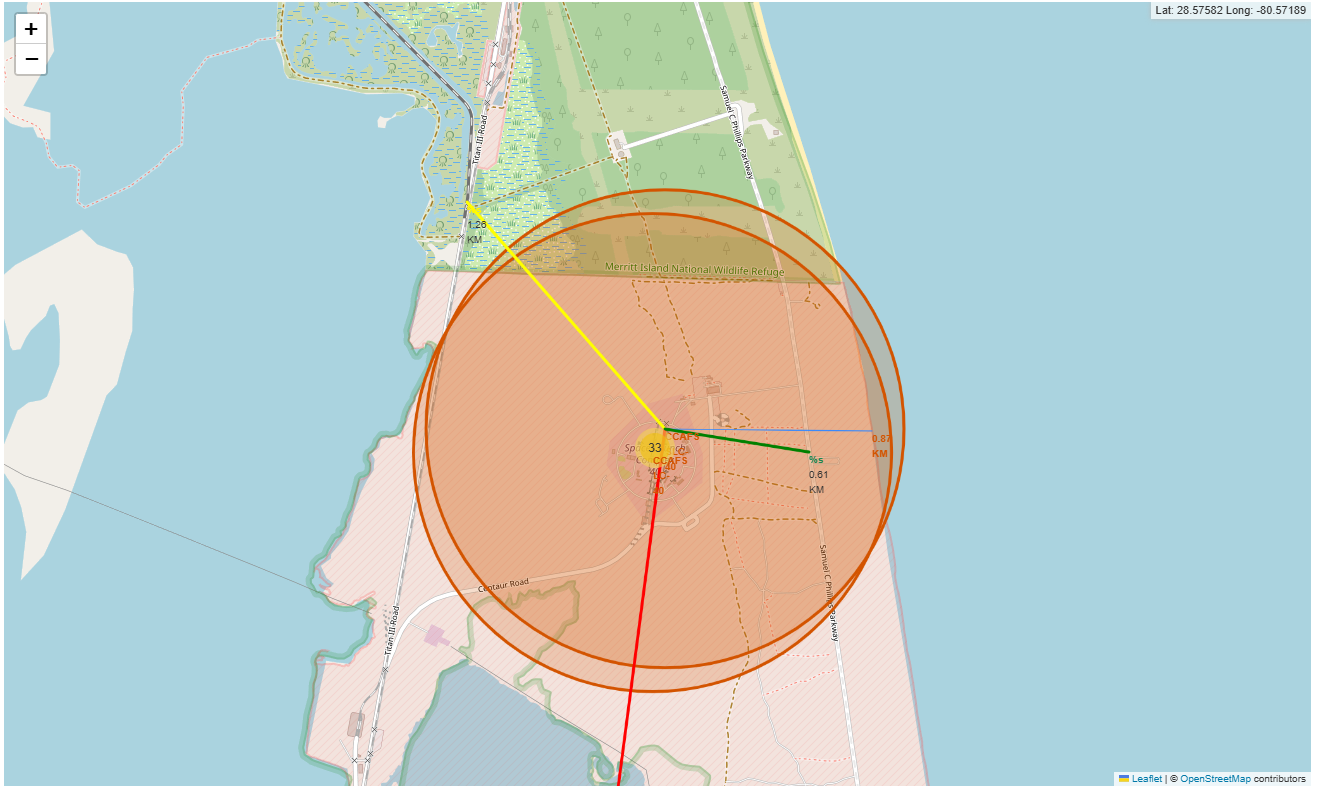 +
−
Lat: 28.57582 Long: -80.57189
Samuel C Phillips Parkway
Titan III Road
1.26
KM
Merritt Island National Wildlife Refuge
CCAFS
0.87
KM
33
CCAFS
40
%s
0.61
KM
Centaur Road
Samuel C Phillips Parkway
Titan III Road
Leaflet | © OpenStreetMap contributors